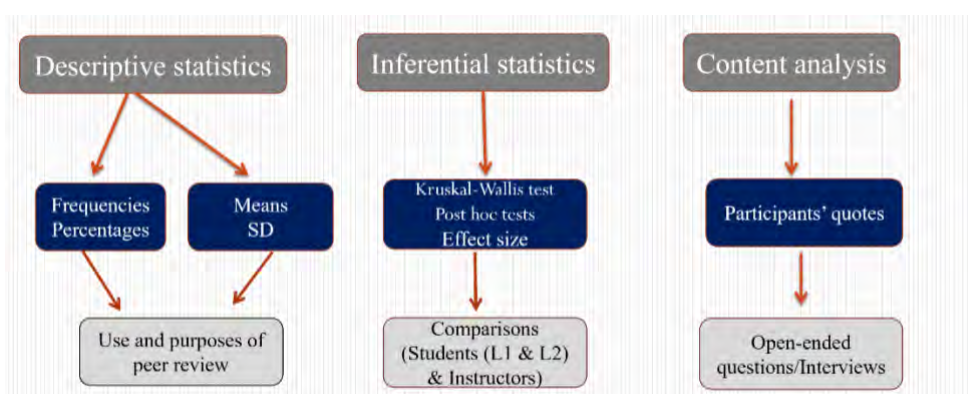 Descriptive statistics
Inferential statistics
Content analysis
Frequencies
Percentages
Means
SD
Kruskal-Wallis test
Post hoc tests
Effect size
Participants' quotes
Use and purposes of
peer review
Comparisons
(Students (L1 & L2)
& Instructors)
Open-ended
questions/Interviews